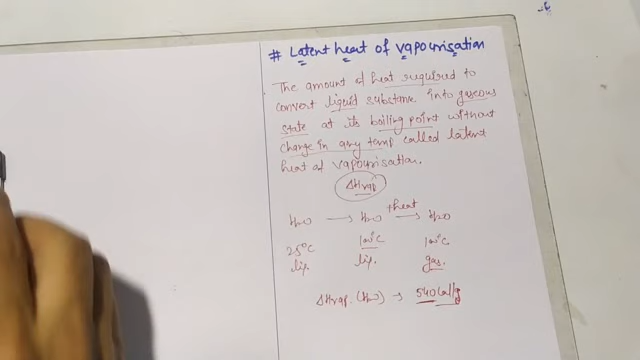 # Latent heat of vapourisation
The amount of heat required to
convert liquid substance into gaseous
state at its boiling point without
change in any temp called latent
heat of vapourisation.
ΔHvap
+heat
H₂O → H₂O → H₂O
25°C 100°C 100°C
liq. liq. gas.
ΔHvap. (H₂O) → 540 Cal/g